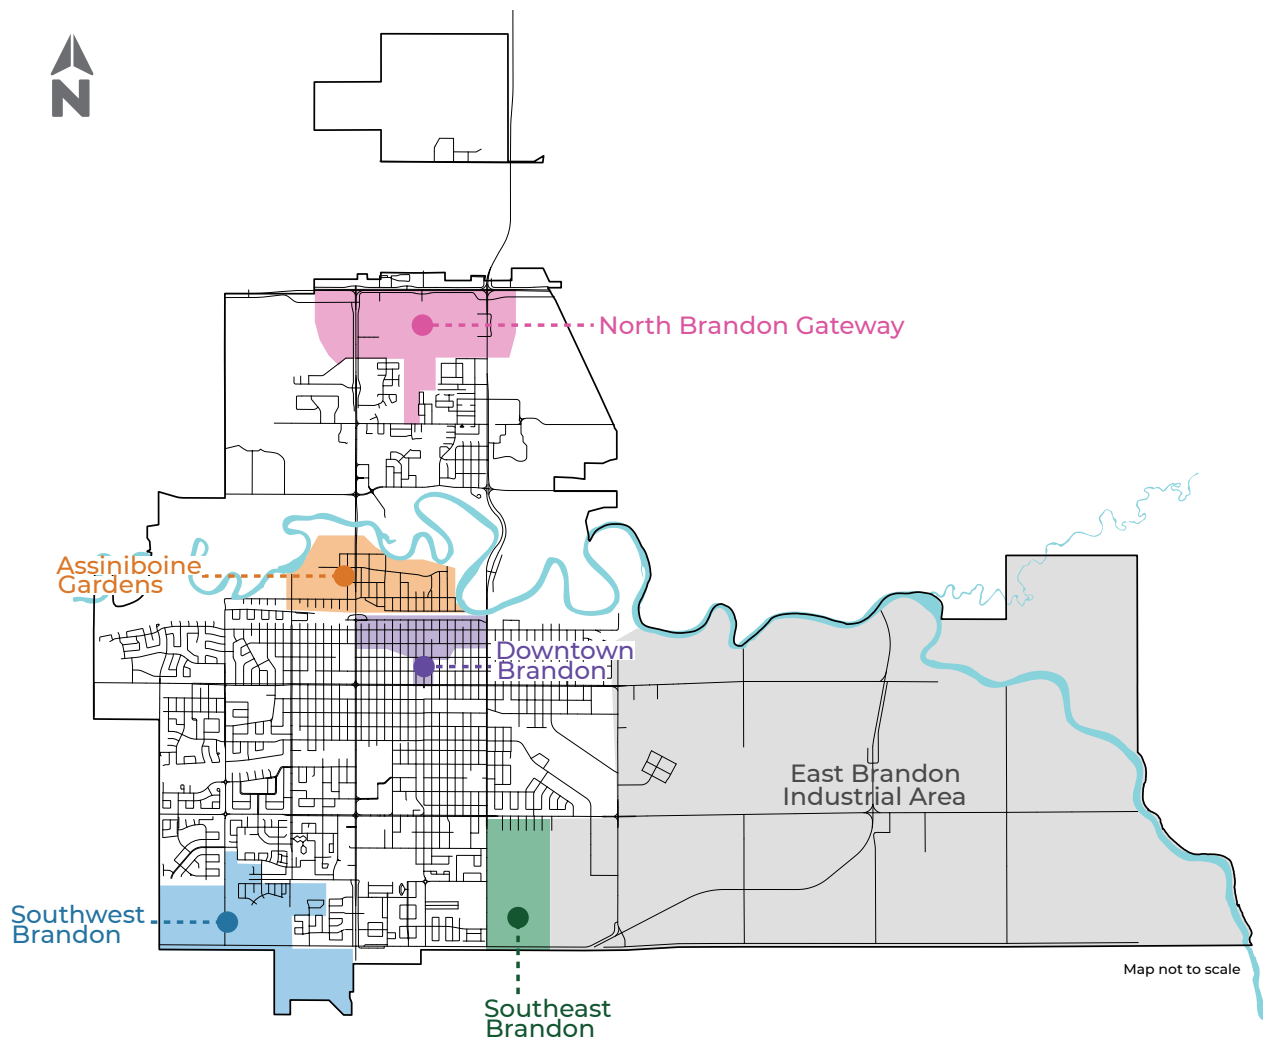 N
North Brandon Gateway
Assiniboine
Gardens
Downtown
Brandon
East Brandon
Industrial Area
Southwest
Brandon
Map not to scale
Southeast
Brandon